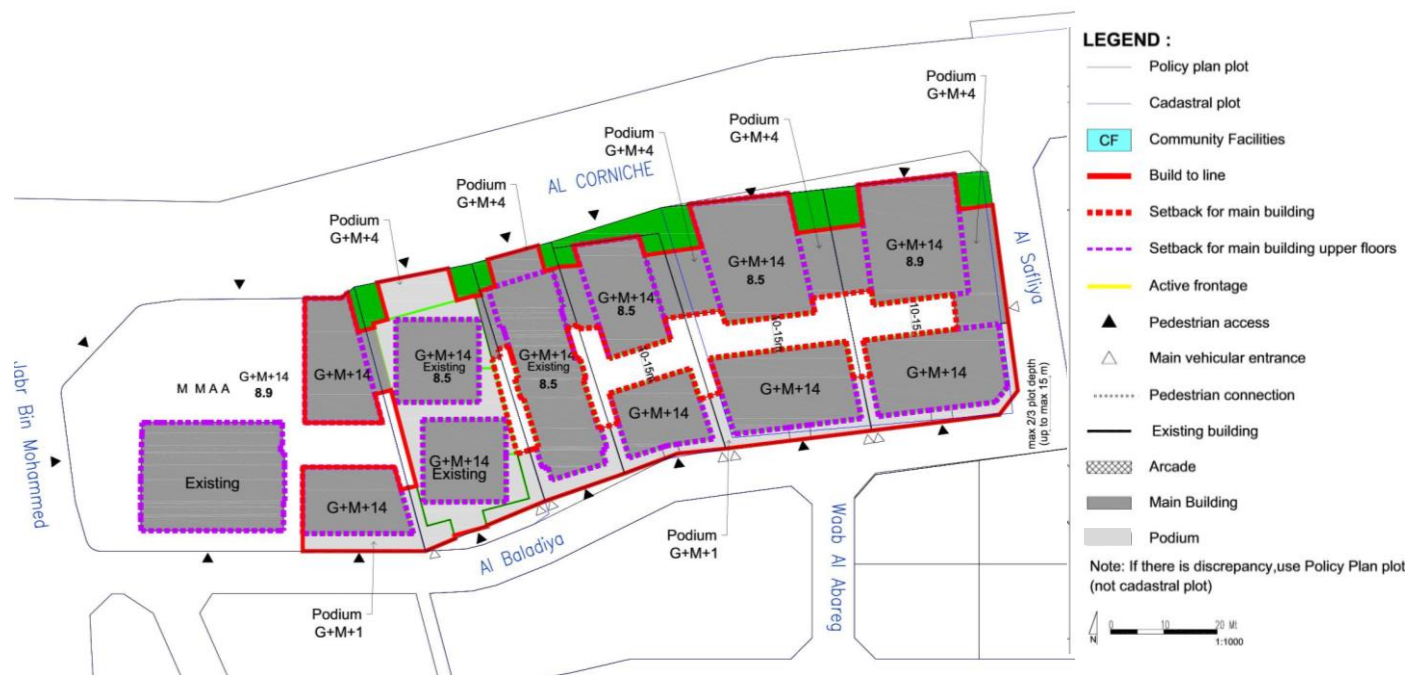 Podium
G+M+4
Podium
G+M+4
Podium
G+M+4
Podium
G+M+4
Podium
G+M+4
Podium
G+M+4
AL CORNICHE
Al Safliya
Jabr Bin Mohammed
M MAA
G+M+14
8.9
G+M+14
G+M+14
Existing
8.5
G+M+14
Existing
8.5
G+M+14
8.5
G+M+14
8.5
G+M+14
8.9
10-15m
10-15m
10-15m
Existing
G+M+14
G+M+14
Existing
G+M+14
G+M+14
G+M+14
max 2/3 plot depth
(up to max 15 m)
Al Baladiya
Waab Al Abareg
Podium
G+M+1
Podium
G+M+1
LEGEND :
Policy plan plot
Cadastral plot
CF Community Facilities
Build to line
Setback for main building
Setback for main building upper floors
Active frontage
Pedestrian access
Main vehicular entrance
Pedestrian connection
Existing building
Arcade
Main Building
Podium
Note: If there is discrepancy,use Policy Plan plot
(not cadastral plot)
N
0 10 20 Mt
1:1000